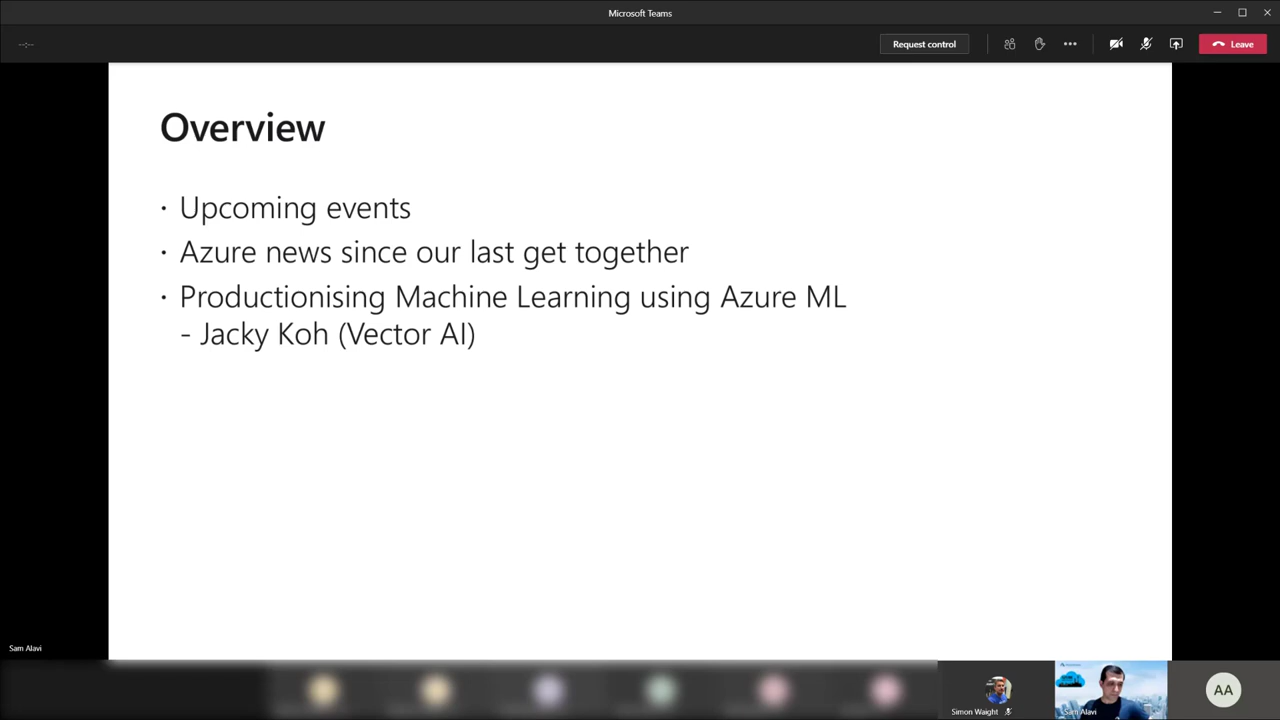 Microsoft Teams
Request control
Leave
Overview
• Upcoming events
• Azure news since our last get together
• Productionising Machine Learning using Azure ML
- Jacky Koh (Vector AI)
Sam Alavi
Simon Waight
Sam Alavi
AA